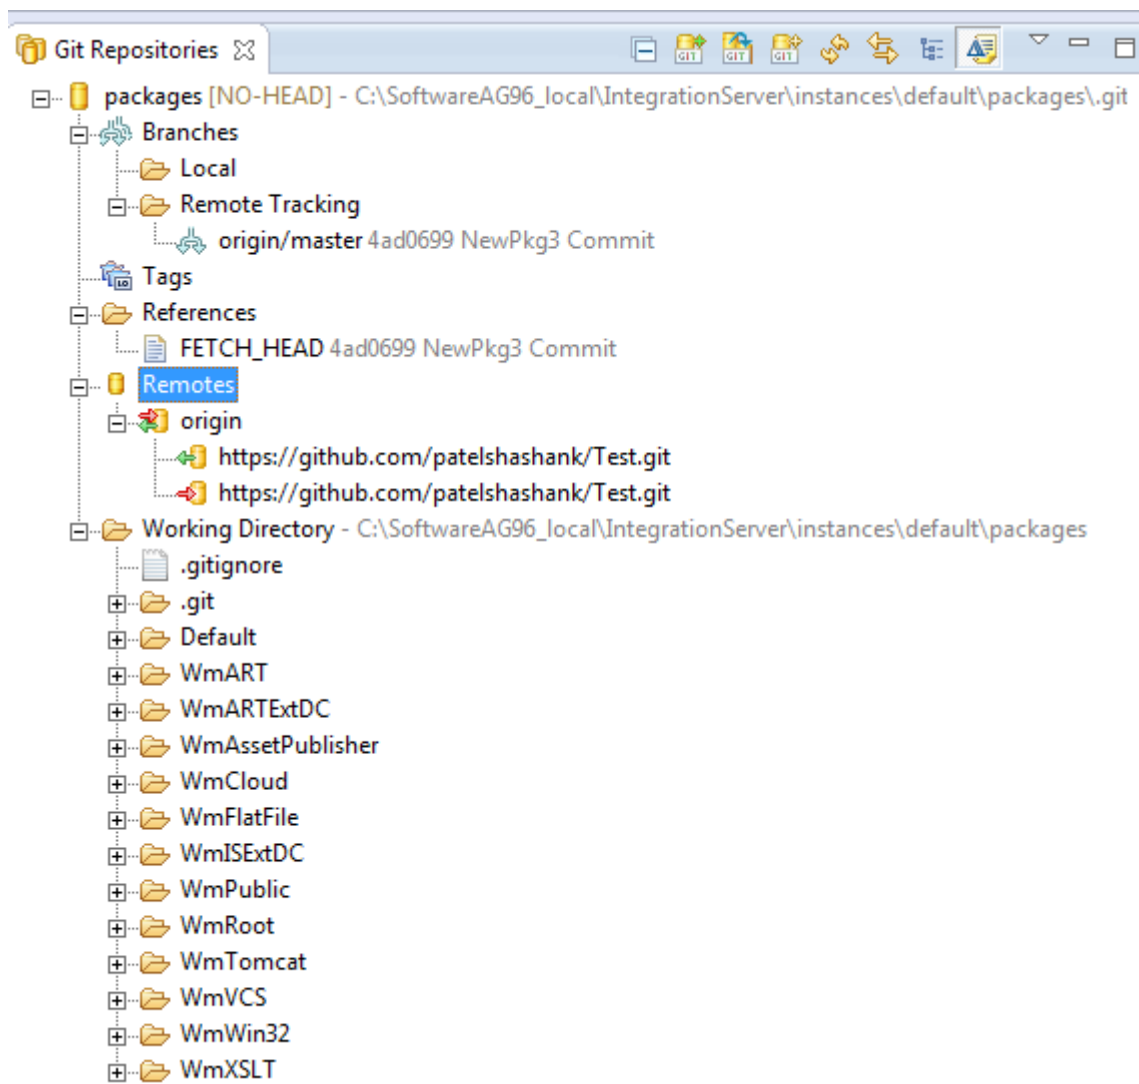 Git Repositories
GIT GIT GIT
packages [NO-HEAD] - C:\SoftwareAG96_local\IntegrationServer\instances\default\packages\.git
Branches
Local
Remote Tracking
origin/master 4ad0699 NewPkg3 Commit
Tags
References
FETCH_HEAD 4ad0699 NewPkg3 Commit
Remotes
origin
https://github.com/patelshashank/Test.git
https://github.com/patelshashank/Test.git
Working Directory - C:\SoftwareAG96_local\IntegrationServer\instances\default\packages
.gitignore
.git
Default
WmART
WmARTExtDC
WmAssetPublisher
WmCloud
WmFlatFile
WmISExtDC
WmPublic
WmRoot
WmTomcat
WmVCS
WmWin32
WmXSLT